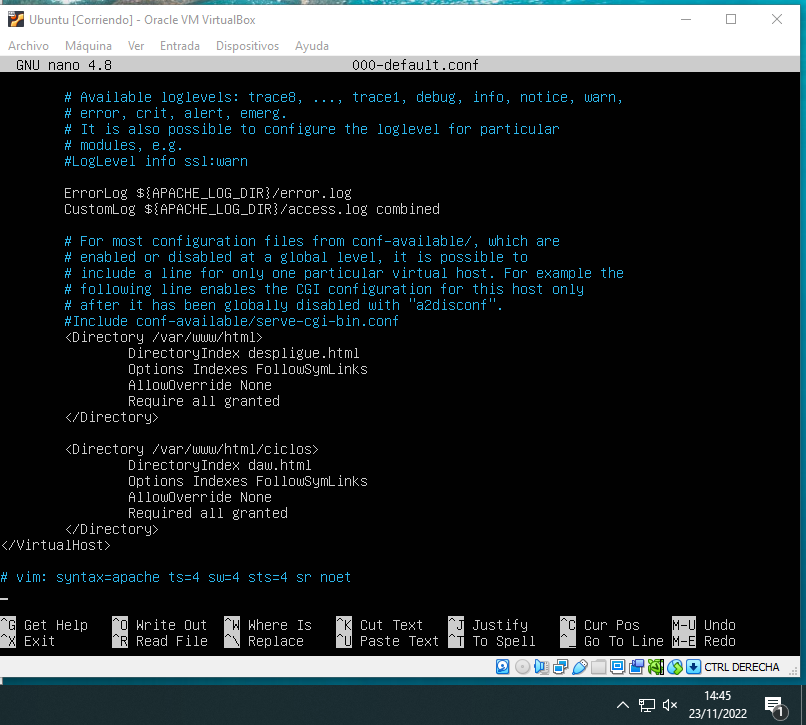 Ubuntu [Corriendo] - Oracle VM VirtualBox
Archivo Máquina Ver Entrada Dispositivos Ayuda
GNU nano 4.8 000-default.conf
# Available loglevels: trace8, ..., trace1, debug, info, notice, warn,
# error, crit, alert, emerg.
# It is also possible to configure the loglevel for particular
# modules, e.g.
#LogLevel info ssl:warn
ErrorLog ${APACHE_LOG_DIR}/error.log
CustomLog ${APACHE_LOG_DIR}/access.log combined
# For most configuration files from conf-available/, which are
# enabled or disabled at a global level, it is possible to
# include a line for only one particular virtual host. For example the
# following line enables the CGI configuration for this host only
# after it has been globally disabled with "a2disconf".
#Include conf-available/serve-cgi-bin.conf
<Directory /var/www/html>
DirectoryIndex despligue.html
Options Indexes FollowSymLinks
AllowOverride None
Require all granted
</Directory>
<Directory /var/www/html/ciclos>
DirectoryIndex daw.html
Options Indexes FollowSymLinks
AllowOverride None
Required all granted
</Directory>
</VirtualHost>
# vim: syntax=apache ts=4 sw=4 sts=4 sr noet
^G Get Help ^O Write Out ^W Where Is ^K Cut Text ^J Justify ^C Cur Pos M-U Undo
^X Exit ^R Read File ^\ Replace ^U Paste Text ^T To Spell ^_ Go To Line M-E Redo
CTRL DERECHA
14:45
23/11/2022
1